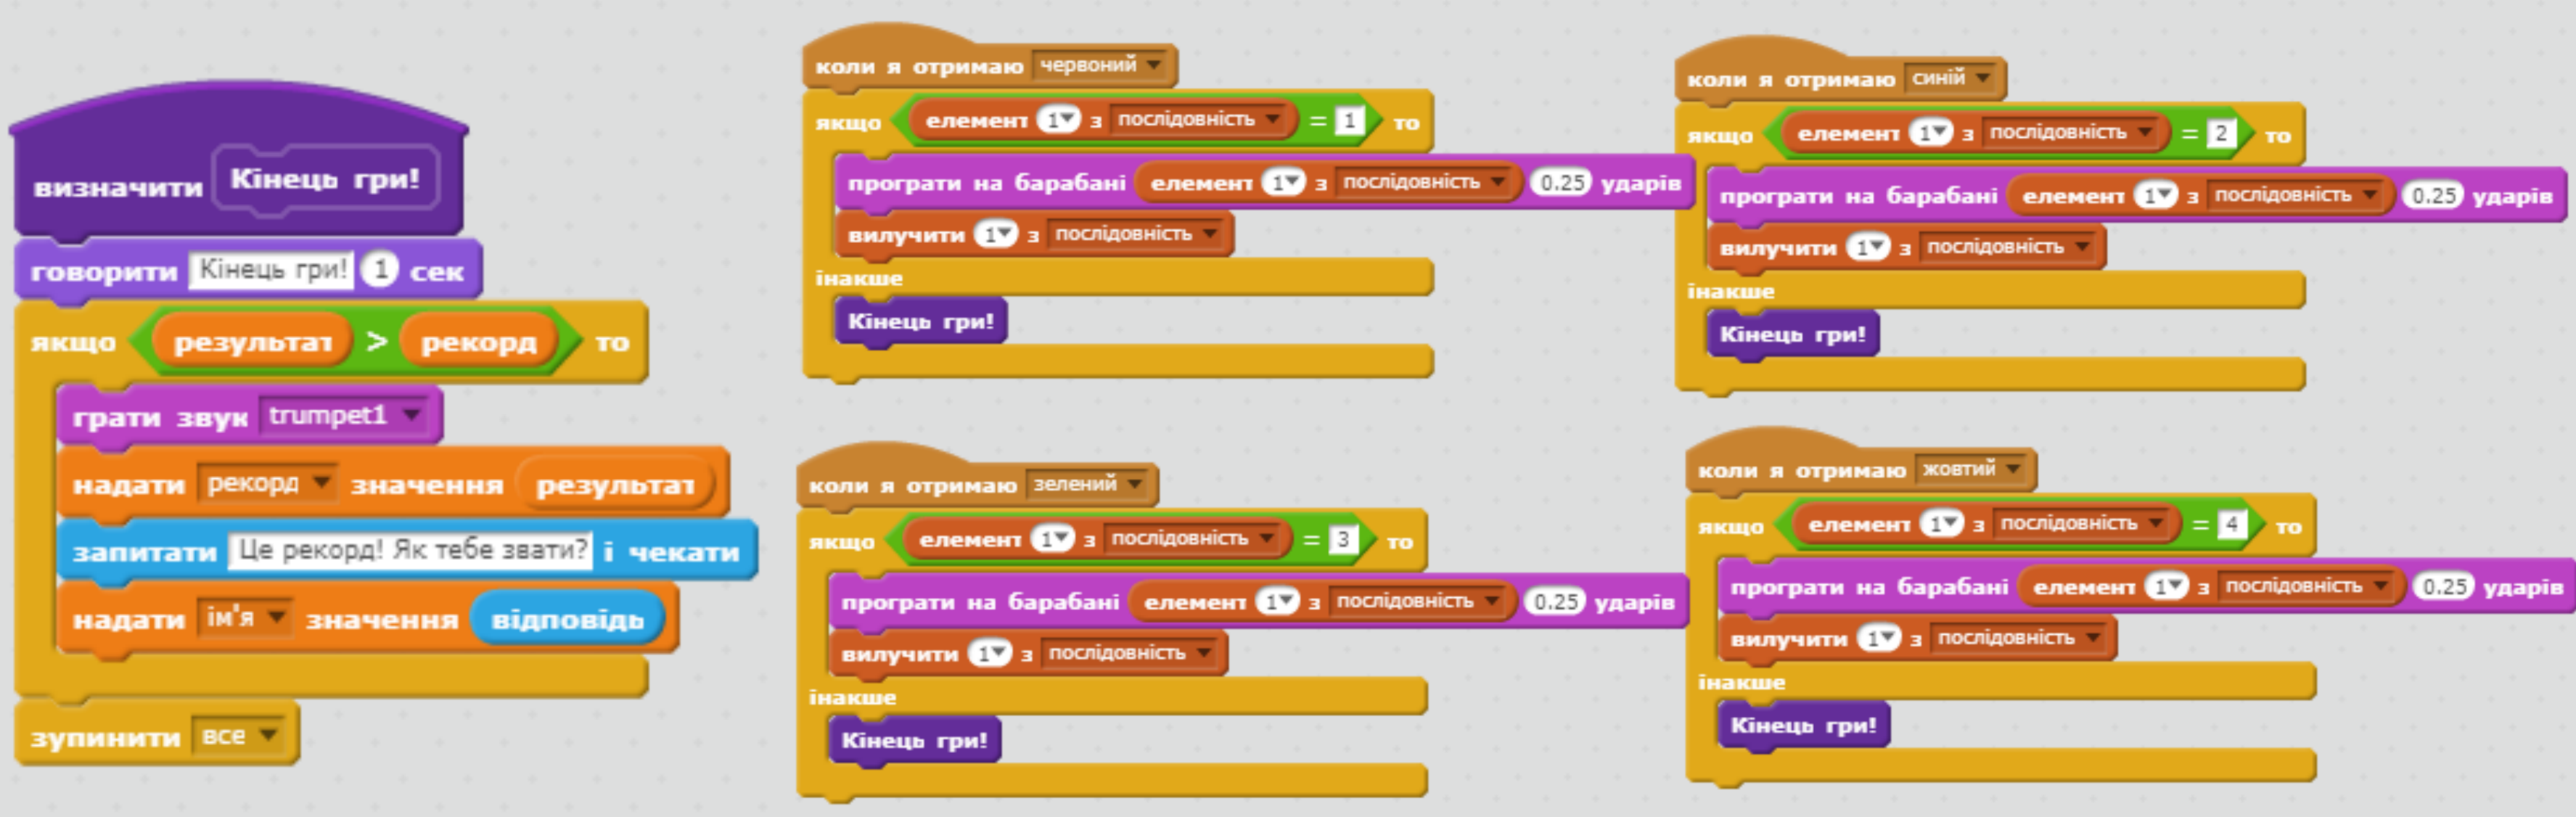 визначити Кінець гри!
говорити Кінець гри! 1 сек
якщо результат > рекорд то
грати звук trumpet1
надати рекорд значення результат
запитати Це рекорд! Як тебе звати? і чекати
надати ім'я значення відповідь
зупинити все
коли я отримаю червоний
якщо елемент 1 з послідовність = 1 то
програти на барабані елемент 1 з послідовність 0.25 ударів
вилучити 1 з послідовність
інакше
Кінець гри!
коли я отримаю синій
якщо елемент 1 з послідовність = 2 то
програти на барабані елемент 1 з послідовність 0.25 ударів
вилучити 1 з послідовність
інакше
Кінець гри!
коли я отримаю зелений
якщо елемент 1 з послідовність = 3 то
програти на барабані елемент 1 з послідовність 0.25 ударів
вилучити 1 з послідовність
інакше
Кінець гри!
коли я отримаю жовтий
якщо елемент 1 з послідовність = 4 то
програти на барабані елемент 1 з послідовність 0.25 ударів
вилучити 1 з послідовність
інакше
Кінець гри!